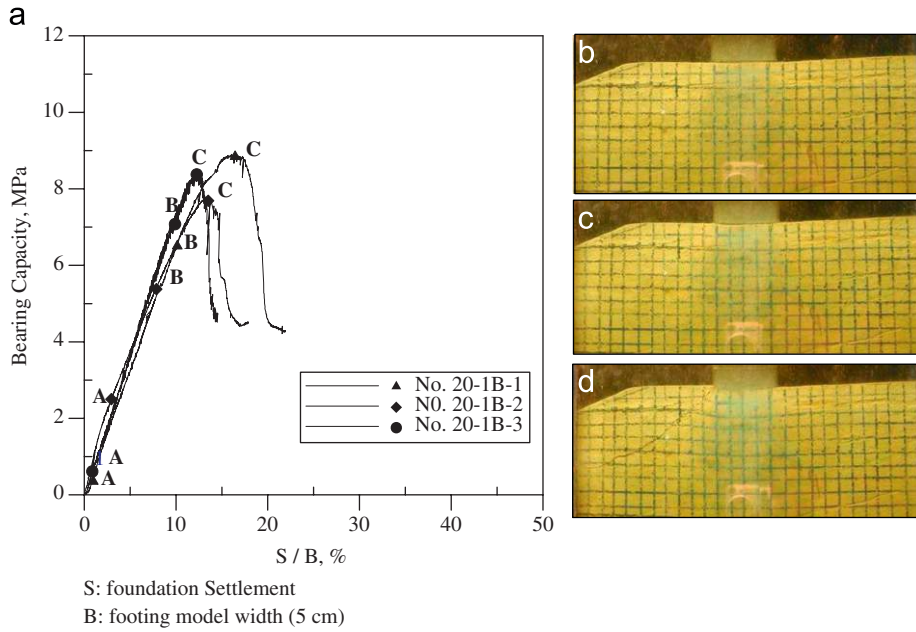 a
12
10
8
6
4
2
0
Bearing Capacity, MPa
C
C
C
B
B
B
A
A
A
No. 20-1B-1
N0. 20-1B-2
No. 20-1B-3
0 10 20 30 40 50
S / B, %
S: foundation Settlement
B: footing model width (5 cm)
b
c
d